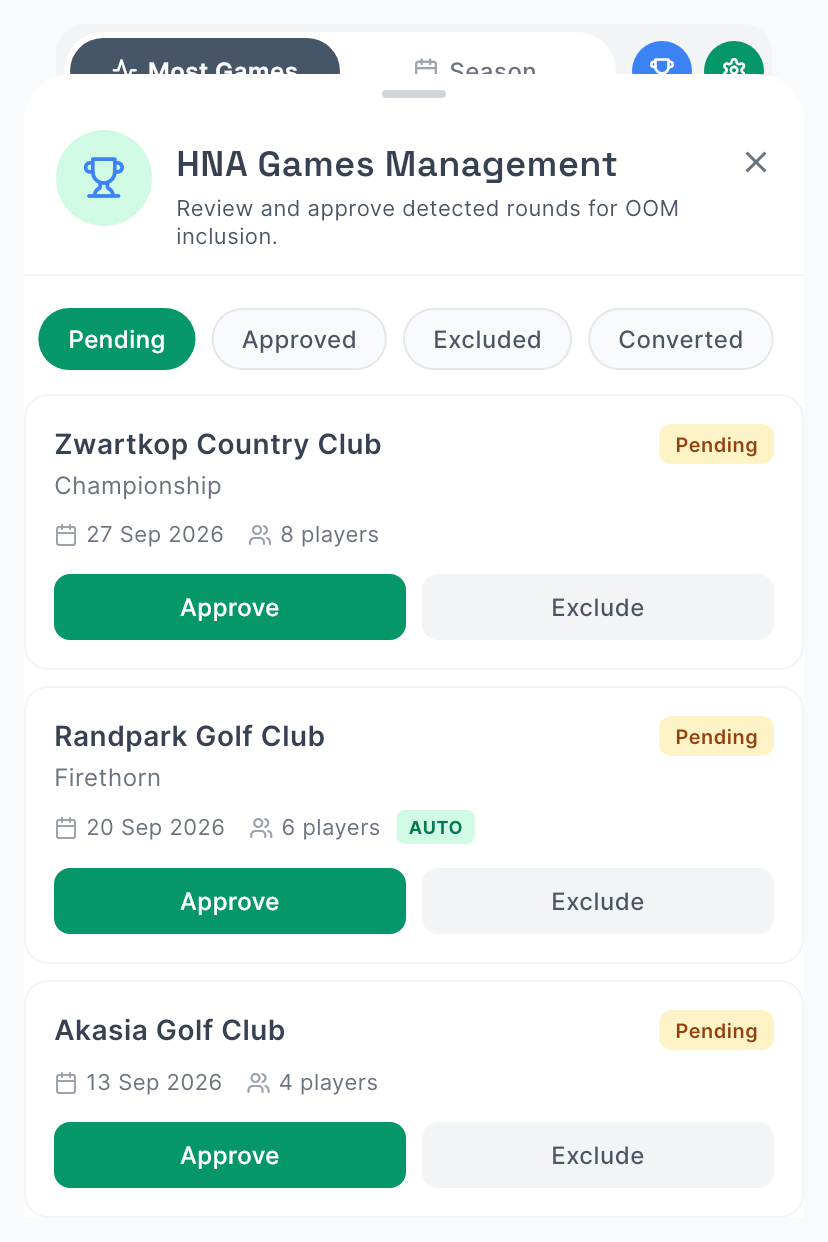 Most Games
Season
HNA Games Management
Review and approve detected rounds for OOM
inclusion.
Pending
Approved
Excluded
Converted
Zwartkop Country Club
Pending
Championship
27 Sep 2026
8 players
Approve
Exclude
Randpark Golf Club
Pending
Firethorn
20 Sep 2026
6 players
AUTO
Approve
Exclude
Akasia Golf Club
Pending
13 Sep 2026
4 players
Approve
Exclude